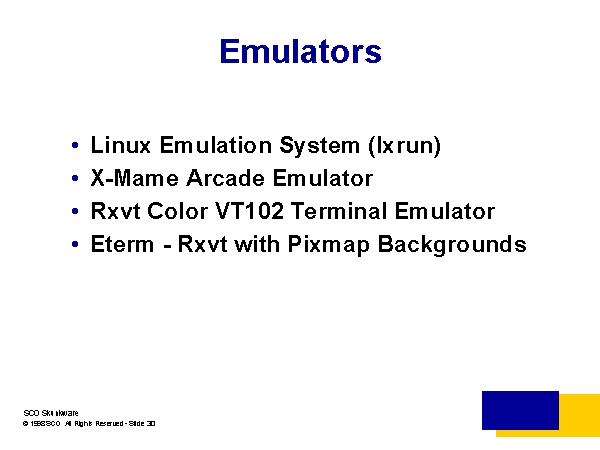 Emulators
• Linux Emulation System (lxrun)
• X-Mame Arcade Emulator
• Rxvt Color VT102 Terminal Emulator
• Eterm - Rxvt with Pixmap Backgrounds
SCO Skunkware
© 1998 SCO All Rights Reserved - Slide 30